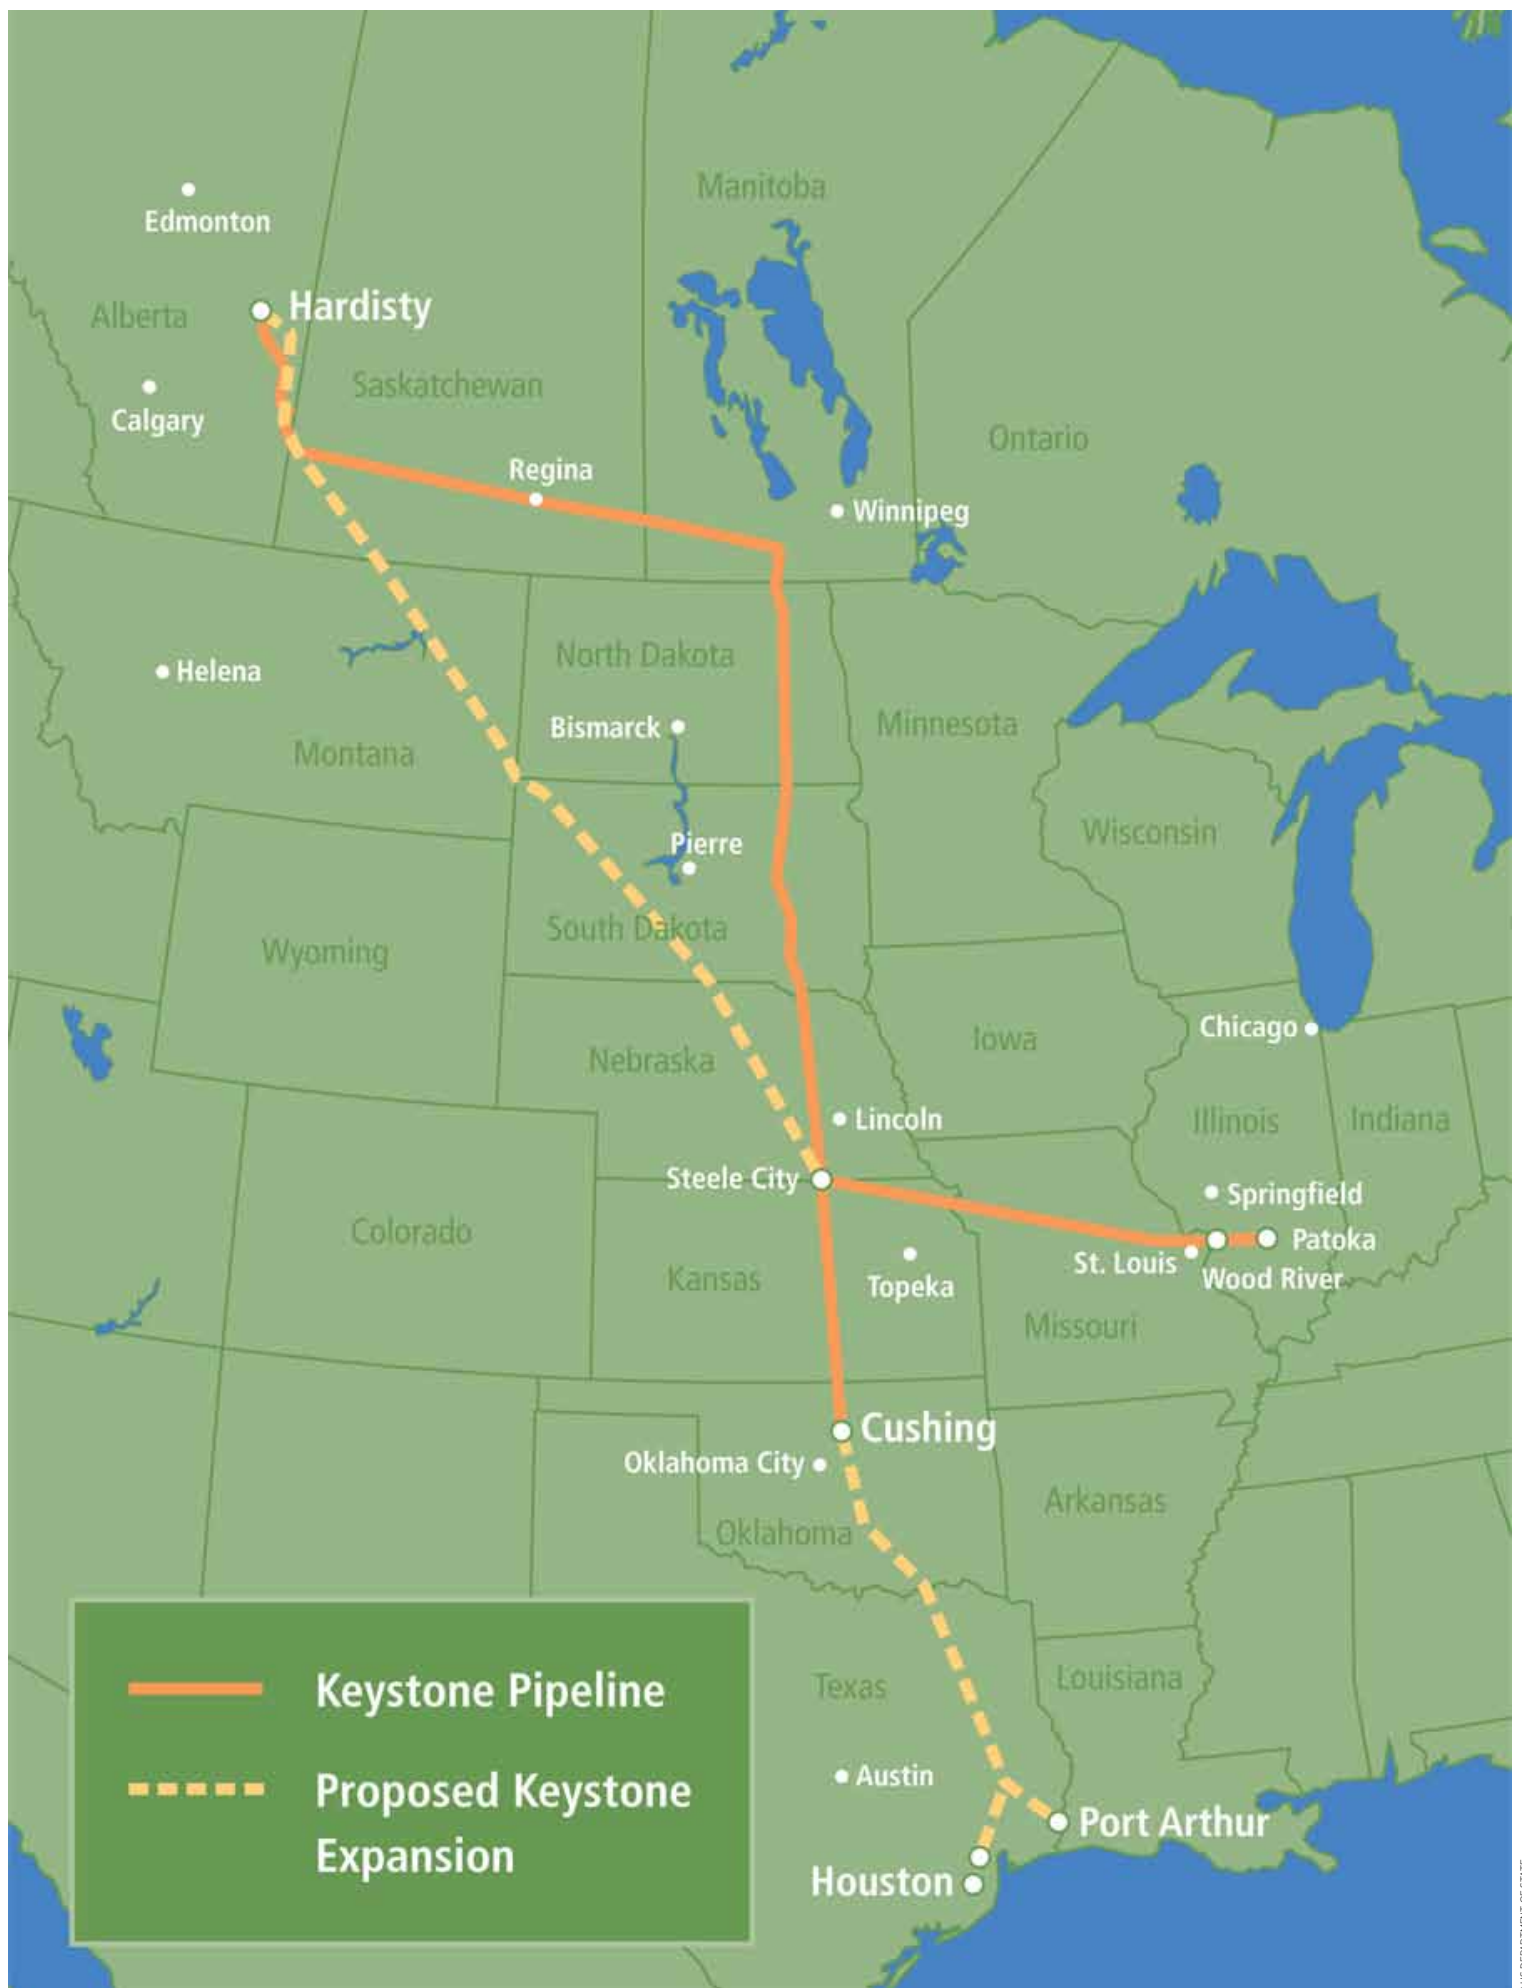 Manitoba
Edmonton
Hardisty
Alberta
Saskatchewan
Calgary
Ontario
Regina
Winnipeg
North Dakota
Helena
Bismarck
Minnesota
Montana
Wisconsin
Pierre
South Dakota
Wyoming
Chicago
Iowa
Nebraska
Lincoln
Illinois
Indiana
Steele City
Springfield
Colorado
Patoka
St. Louis
Wood River
Kansas
Topeka
Missouri
Cushing
Oklahoma City
Arkansas
Oklahoma
Texas
Louisiana
Austin
Port Arthur
Houston
Keystone Pipeline
Proposed Keystone
Expansion